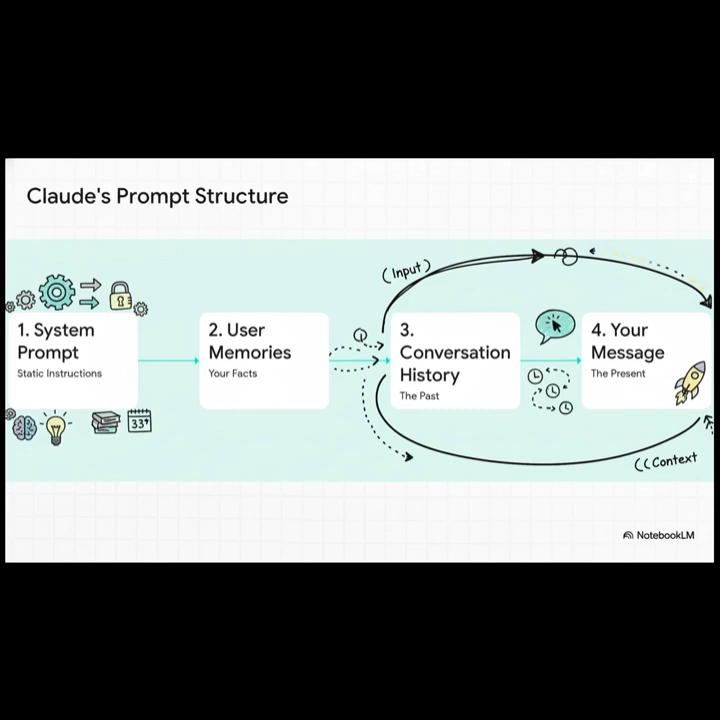 Claude's Prompt Structure
(Input)
1. System
Prompt
Static Instructions
2. User
Memories
Your Facts
3.
Conversation
History
The Past
4. Your
Message
The Present
((Context
NotebookLM